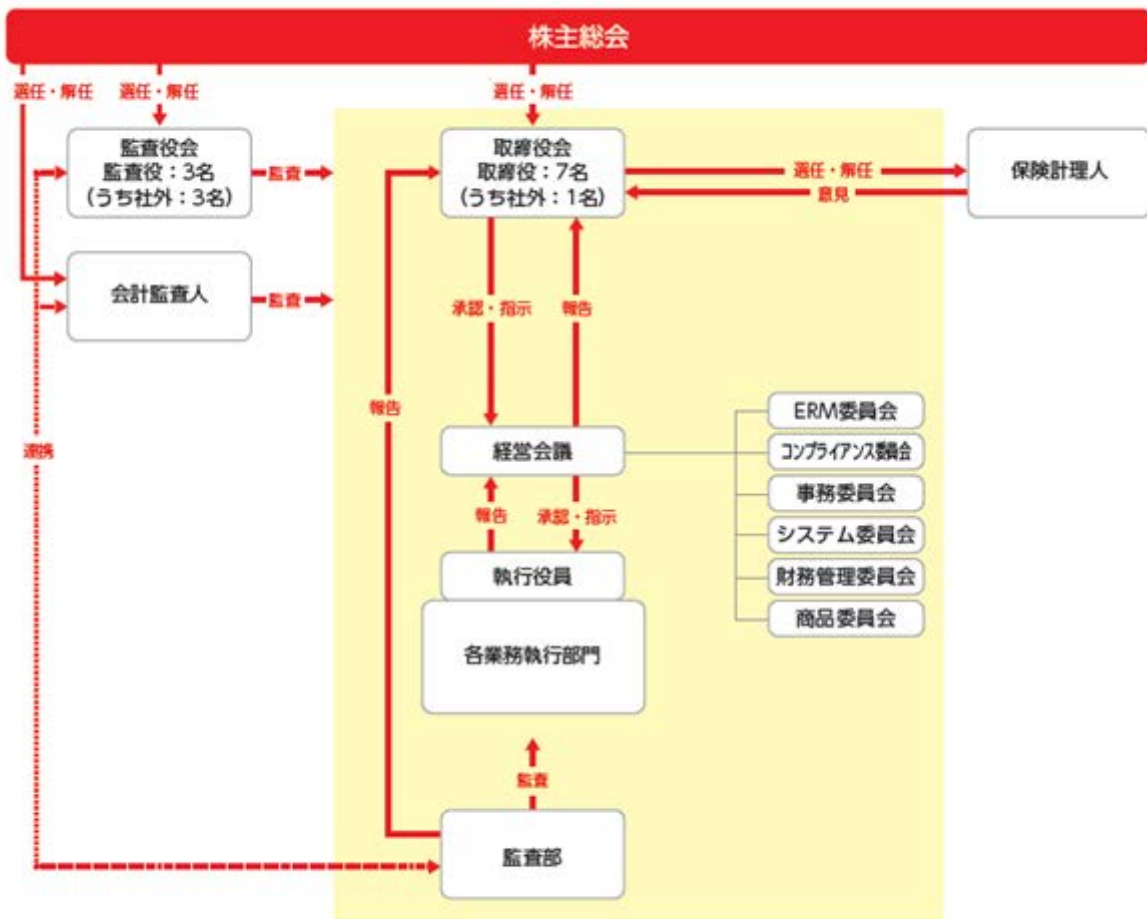 株主総会
選任・解任
選任・解任
選任・解任
監査役会
監査役：3名
(うち社外：3名)
監査
取締役会
取締役：7名
(うち社外：1名)
選任・解任
意見
保険計理人
会計監査人
監査
承認・指示
報告
報告
連携
経営会議
ERM委員会
コンプライアンス委員会
事務委員会
システム委員会
財務管理委員会
商品委員会
報告
承認・指示
執行役員
各業務執行部門
監査
監査部